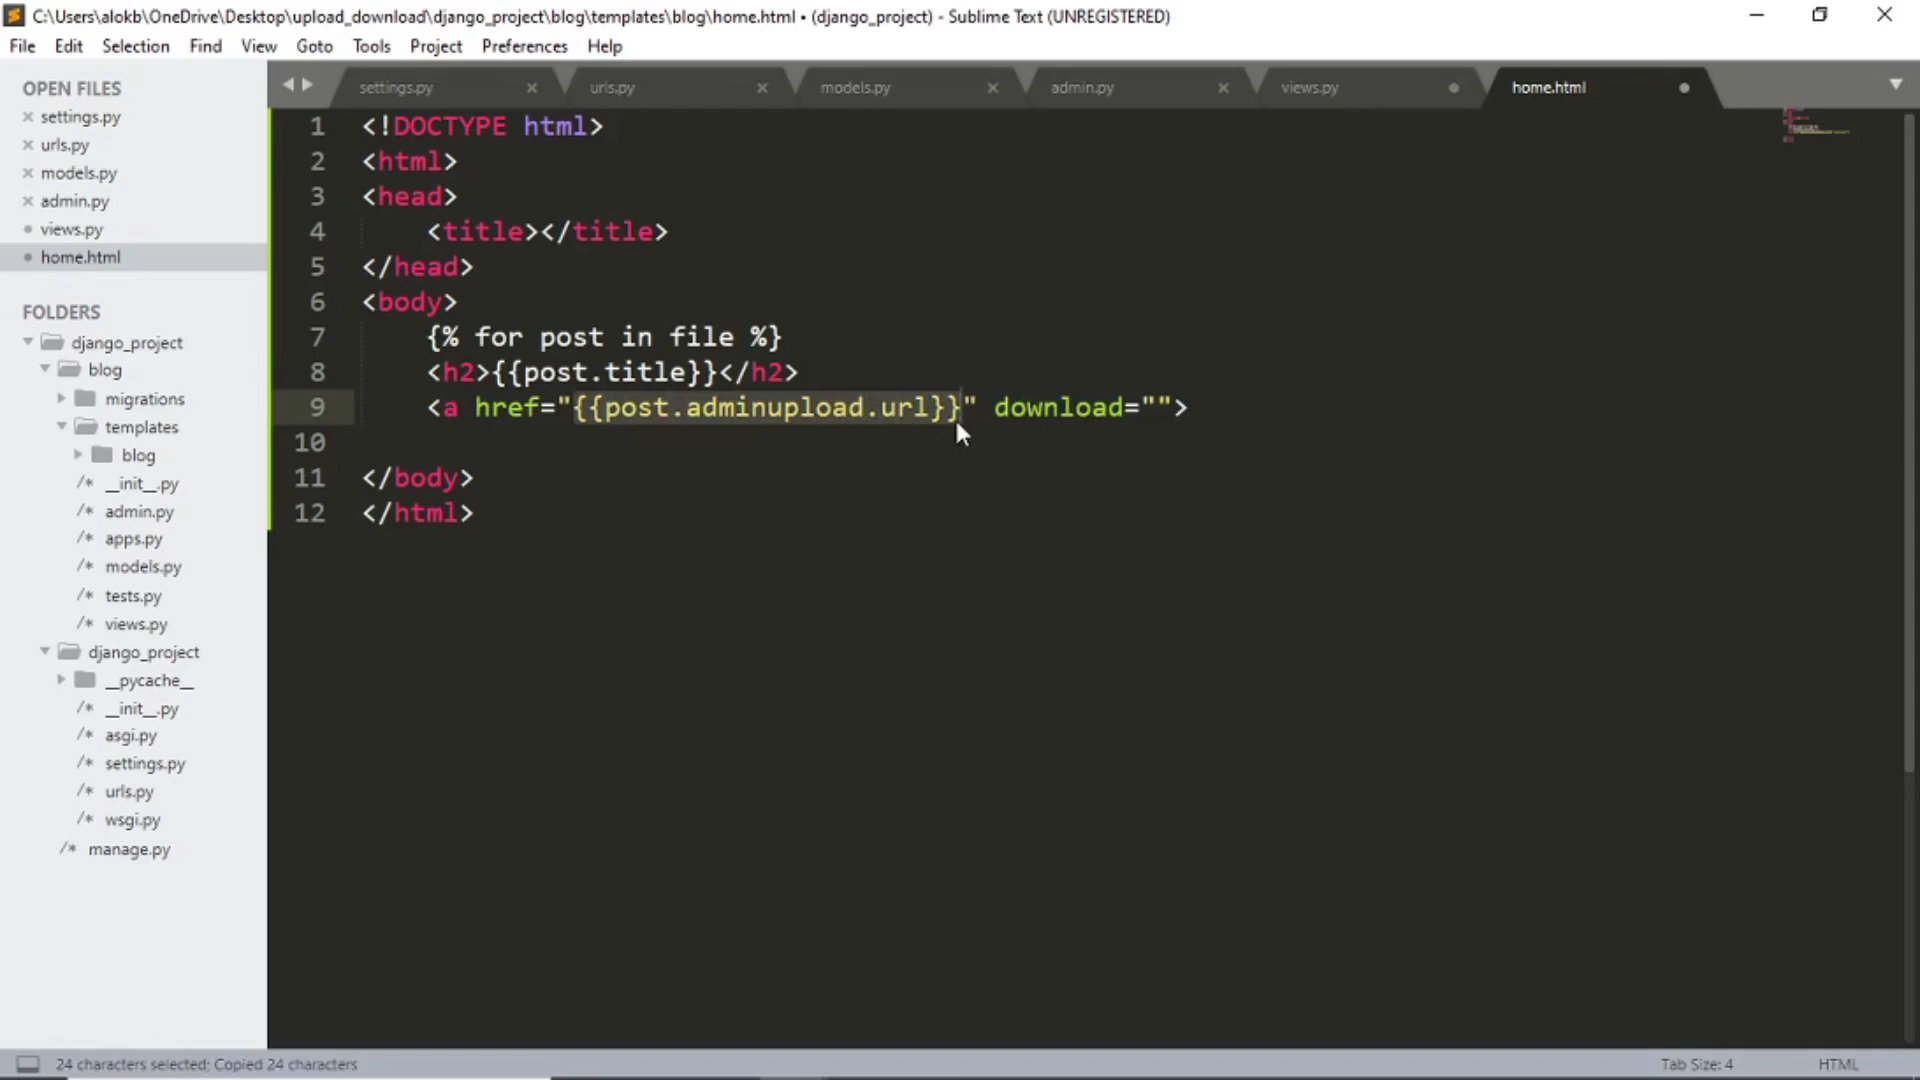 C:\Users\alokb\OneDrive\Desktop\upload_download\django_project\blog\templates\blog\home.html • (django_project) - Sublime Text (UNREGISTERED)
File Edit Selection Find View Goto Tools Project Preferences Help
OPEN FILES
settings.py
urls.py
models.py
admin.py
views.py
home.html
FOLDERS
django_project
blog
migrations
templates
blog
/* __init__.py
/* admin.py
/* apps.py
/* models.py
/* tests.py
/* views.py
django_project
__pycache__
/* __init__.py
/* asgi.py
/* settings.py
/* urls.py
/* wsgi.py
/* manage.py
settings.py urls.py models.py admin.py views.py home.html
1 <!DOCTYPE html>
2 <html>
3 <head>
4 <title></title>
5 </head>
6 <body>
7 {% for post in file %}
8 <h2>{{post.title}}</h2>
9 <a href="{{post.adminupload.url}}" download="">
10
11 </body>
12 </html>
24 characters selected; Copied 24 characters
Tab Size: 4 HTML